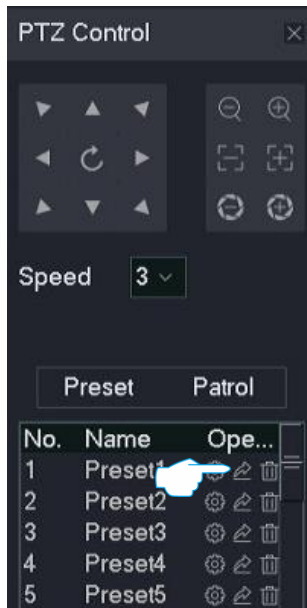 PTZ Control
Speed 3
Preset Patrol
No. Name Ope...
1 Preset1
2 Preset2
3 Preset3
4 Preset4
5 Preset5